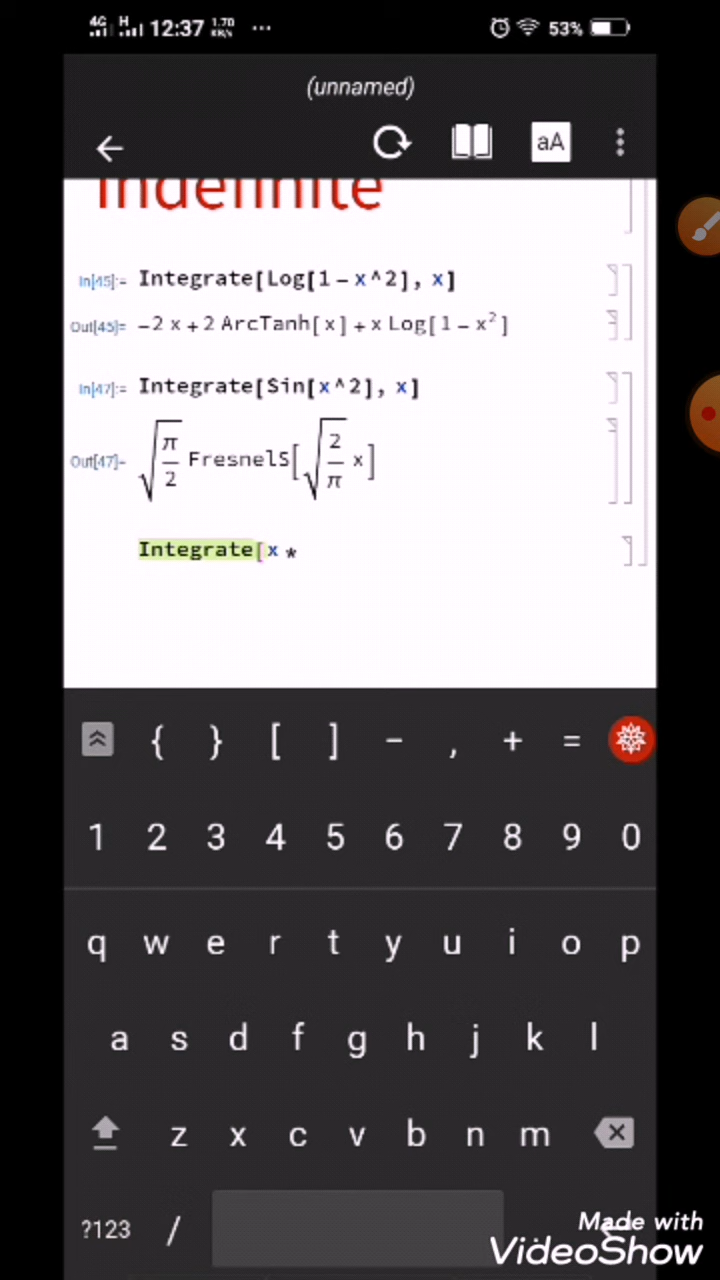 4G H 12:37 1.70 KB/s ... 53%
(unnamed)
aA
Indefinite
In[45]:= Integrate[Log[1-x^2], x]
Out[45]= -2 x + 2 ArcTanh[x] + x Log[1 - x²]
In[47]:= Integrate[Sin[x^2], x]
Out[47]= √(π/2) FresnelS[√(2/π) x]
Integrate[x *
{ } [ ] - , + =
1 2 3 4 5 6 7 8 9 0
q w e r t y u i o p
a s d f g h j k l
z x c v b n m
?123 /
Made with
VideoShow